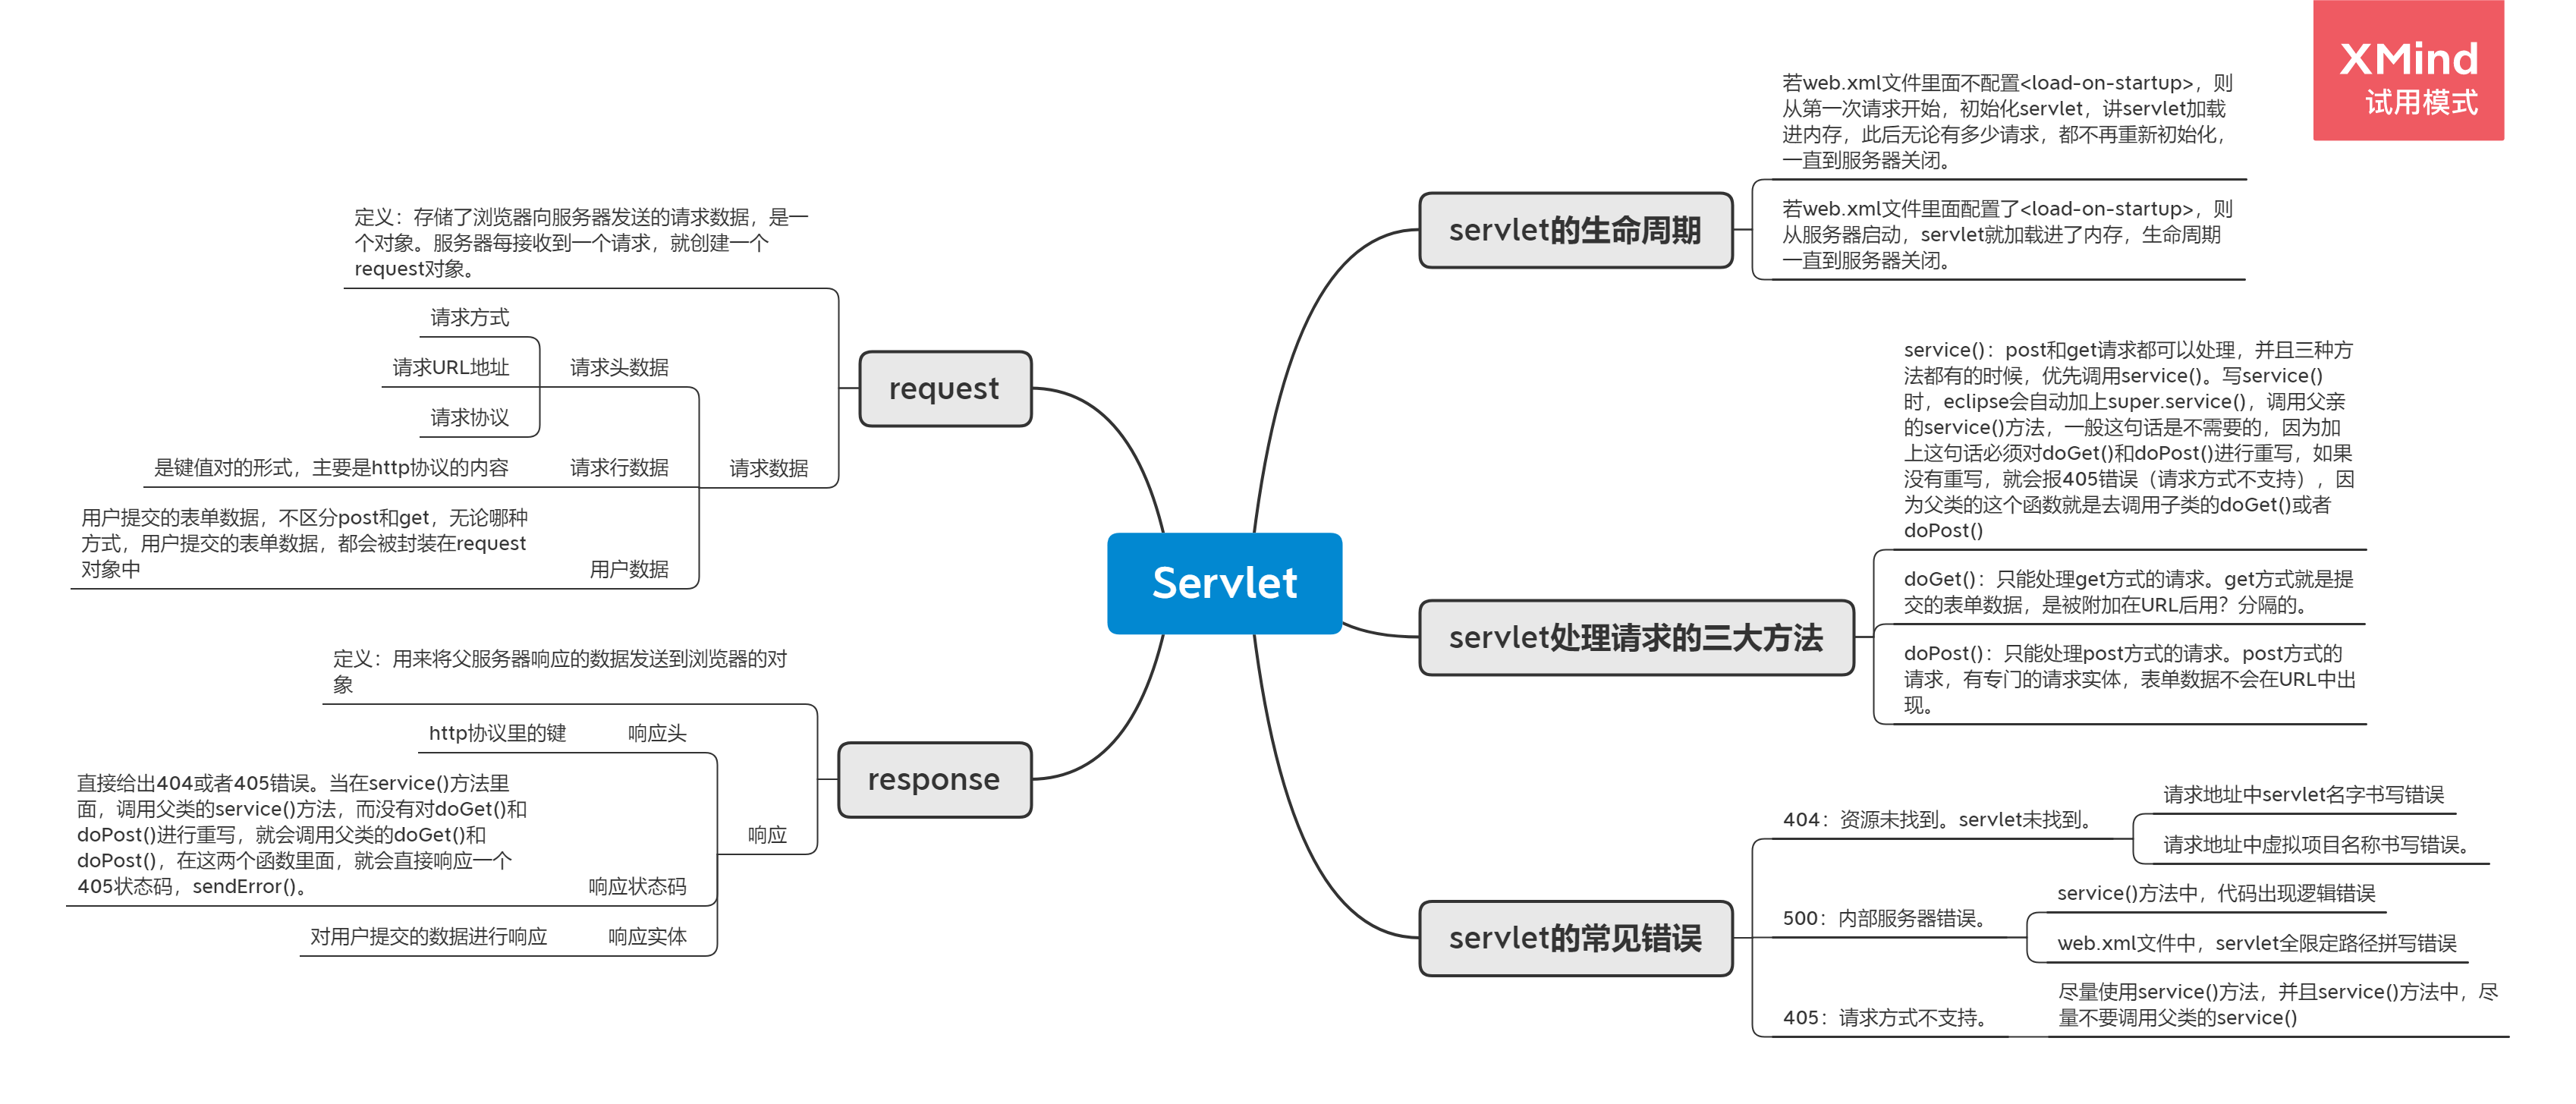 XMind
试用模式
Servlet
servlet的生命周期
若web.xml文件里面不配置<load-on-startup>，则
从第一次请求开始，初始化servlet，讲servlet加载
进内存，此后无论有多少请求，都不再重新初始化，
一直到服务器关闭。
若web.xml文件里面配置了<load-on-startup>，则
从服务器启动，servlet就加载进了内存，生命周期
一直到服务器关闭。
servlet处理请求的三大方法
service()：post和get请求都可以处理，并且三种方
法都有的时候，优先调用service()。写service()
时，eclipse会自动加上super.service()，调用父亲
的service()方法，一般这句话是不需要的，因为加
上这句话必须对doGet()和doPost()进行重写，如果
没有重写，就会报405错误（请求方式不支持），因
为父类的这个函数就是去调用子类的doGet()或者
doPost()
doGet()：只能处理get方式的请求。get方式就是提
交的表单数据，是被附加在URL后用？分隔的。
doPost()：只能处理post方式的请求。post方式的
请求，有专门的请求实体，表单数据不会在URL中出
现。
servlet的常见错误
404：资源未找到。servlet未找到。
请求地址中servlet名字书写错误
请求地址中虚拟项目名称书写错误。
500：内部服务器错误。
service()方法中，代码出现逻辑错误
web.xml文件中，servlet全限定路径拼写错误
405：请求方式不支持。
尽量使用service()方法，并且service()方法中，尽
量不要调用父类的service()
request
定义：存储了浏览器向服务器发送的请求数据，是一
个对象。服务器每接收到一个请求，就创建一个
request对象。
请求数据
请求头数据
请求方式
请求URL地址
请求协议
请求行数据
是键值对的形式，主要是http协议的内容
用户数据
用户提交的表单数据，不区分post和get，无论哪种
方式，用户提交的表单数据，都会被封装在request
对象中
response
定义：用来将父服务器响应的数据发送到浏览器的对
象
响应
响应头
http协议里的键
响应状态码
直接给出404或者405错误。当在service()方法里
面，调用父类的service()方法，而没有对doGet()和
doPost()进行重写，就会调用父类的doGet()和
doPost()，在这两个函数里面，就会直接响应一个
405状态码，sendError()。
响应实体
对用户提交的数据进行响应